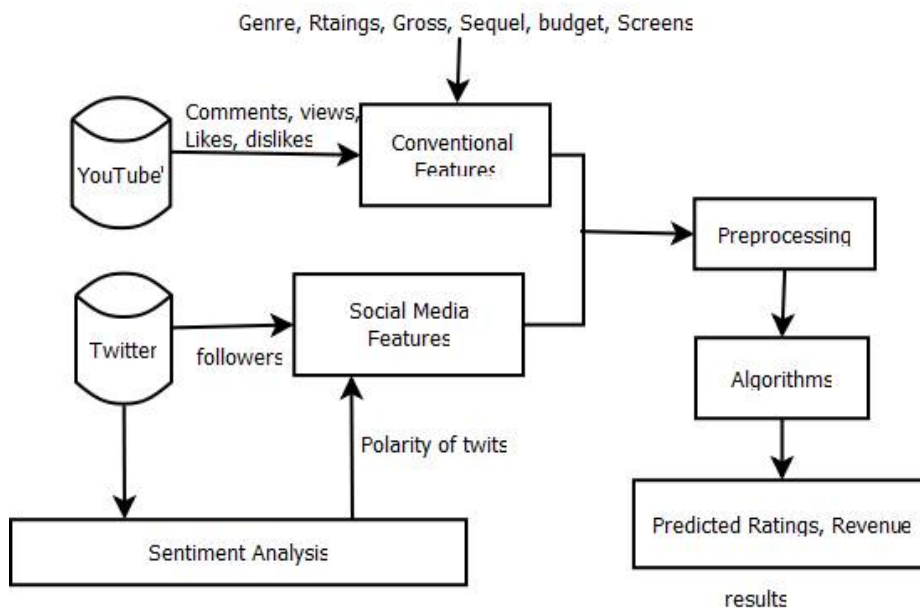 Genre, Rtaings, Gross, Sequel, budget, Screens
Comments, views,
Likes, dislikes
YouTube'
Conventional
Features
Preprocessing
Twitter
followers
Social Media
Features
Algorithms
Polarity of twits
Sentiment Analysis
Predicted Ratings, Revenue
results